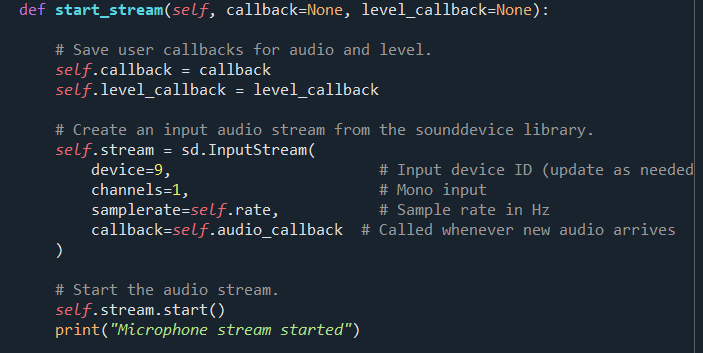 def start_stream(self, callback=None, level_callback=None):
# Save user callbacks for audio and level.
self.callback = callback
self.level_callback = level_callback
# Create an input audio stream from the sounddevice library.
self.stream = sd.InputStream(
device=9, # Input device ID (update as needed
channels=1, # Mono input
samplerate=self.rate, # Sample rate in Hz
callback=self.audio_callback # Called whenever new audio arrives
)
# Start the audio stream.
self.stream.start()
print("Microphone stream started")